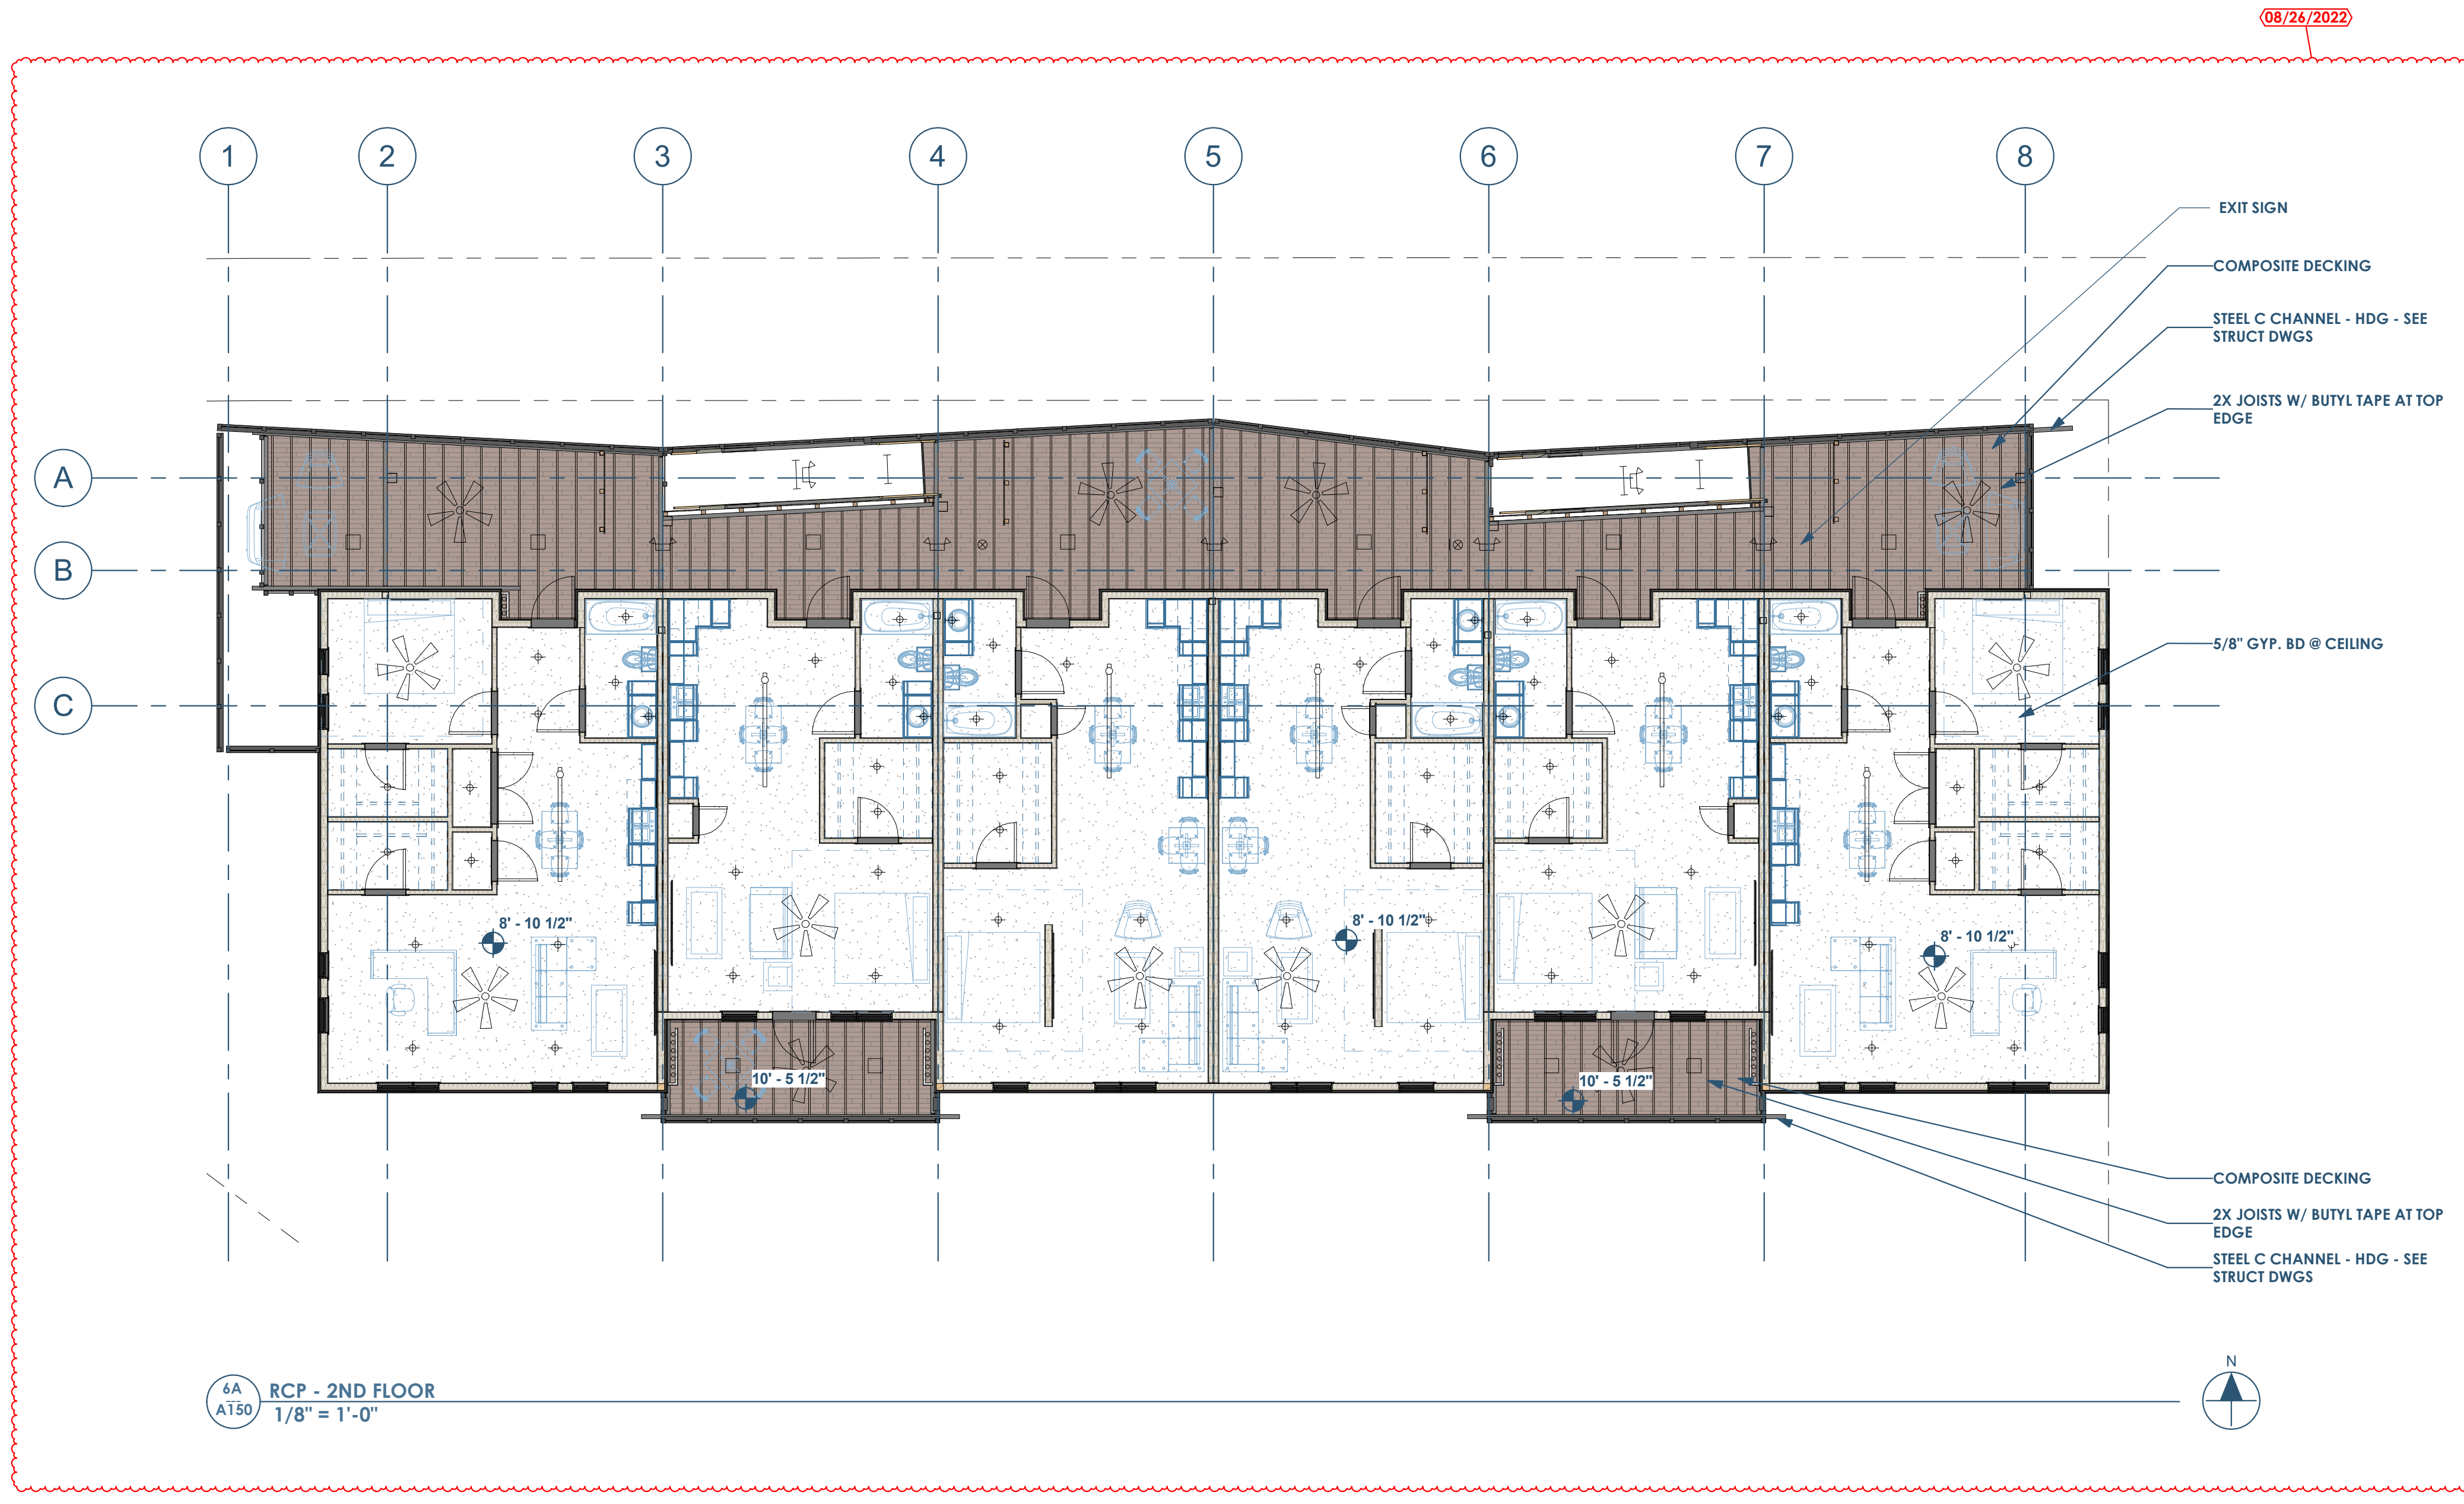 08/26/2022
1
2
3
4
5
6
7
8
EXIT SIGN
COMPOSITE DECKING
STEEL C CHANNEL - HDG - SEE
STRUCT DWGS
2X JOISTS W/ BUTYL TAPE AT TOP
EDGE
A
B
C
5/8" GYP. BD @ CEILING
8' - 10 1/2"
8' - 10 1/2"
8' - 10 1/2"
10' - 5 1/2"
10' - 5 1/2"
COMPOSITE DECKING
2X JOISTS W/ BUTYL TAPE AT TOP
EDGE
STEEL C CHANNEL - HDG - SEE
STRUCT DWGS
N
6A
A150
RCP - 2ND FLOOR
1/8" = 1'-0"